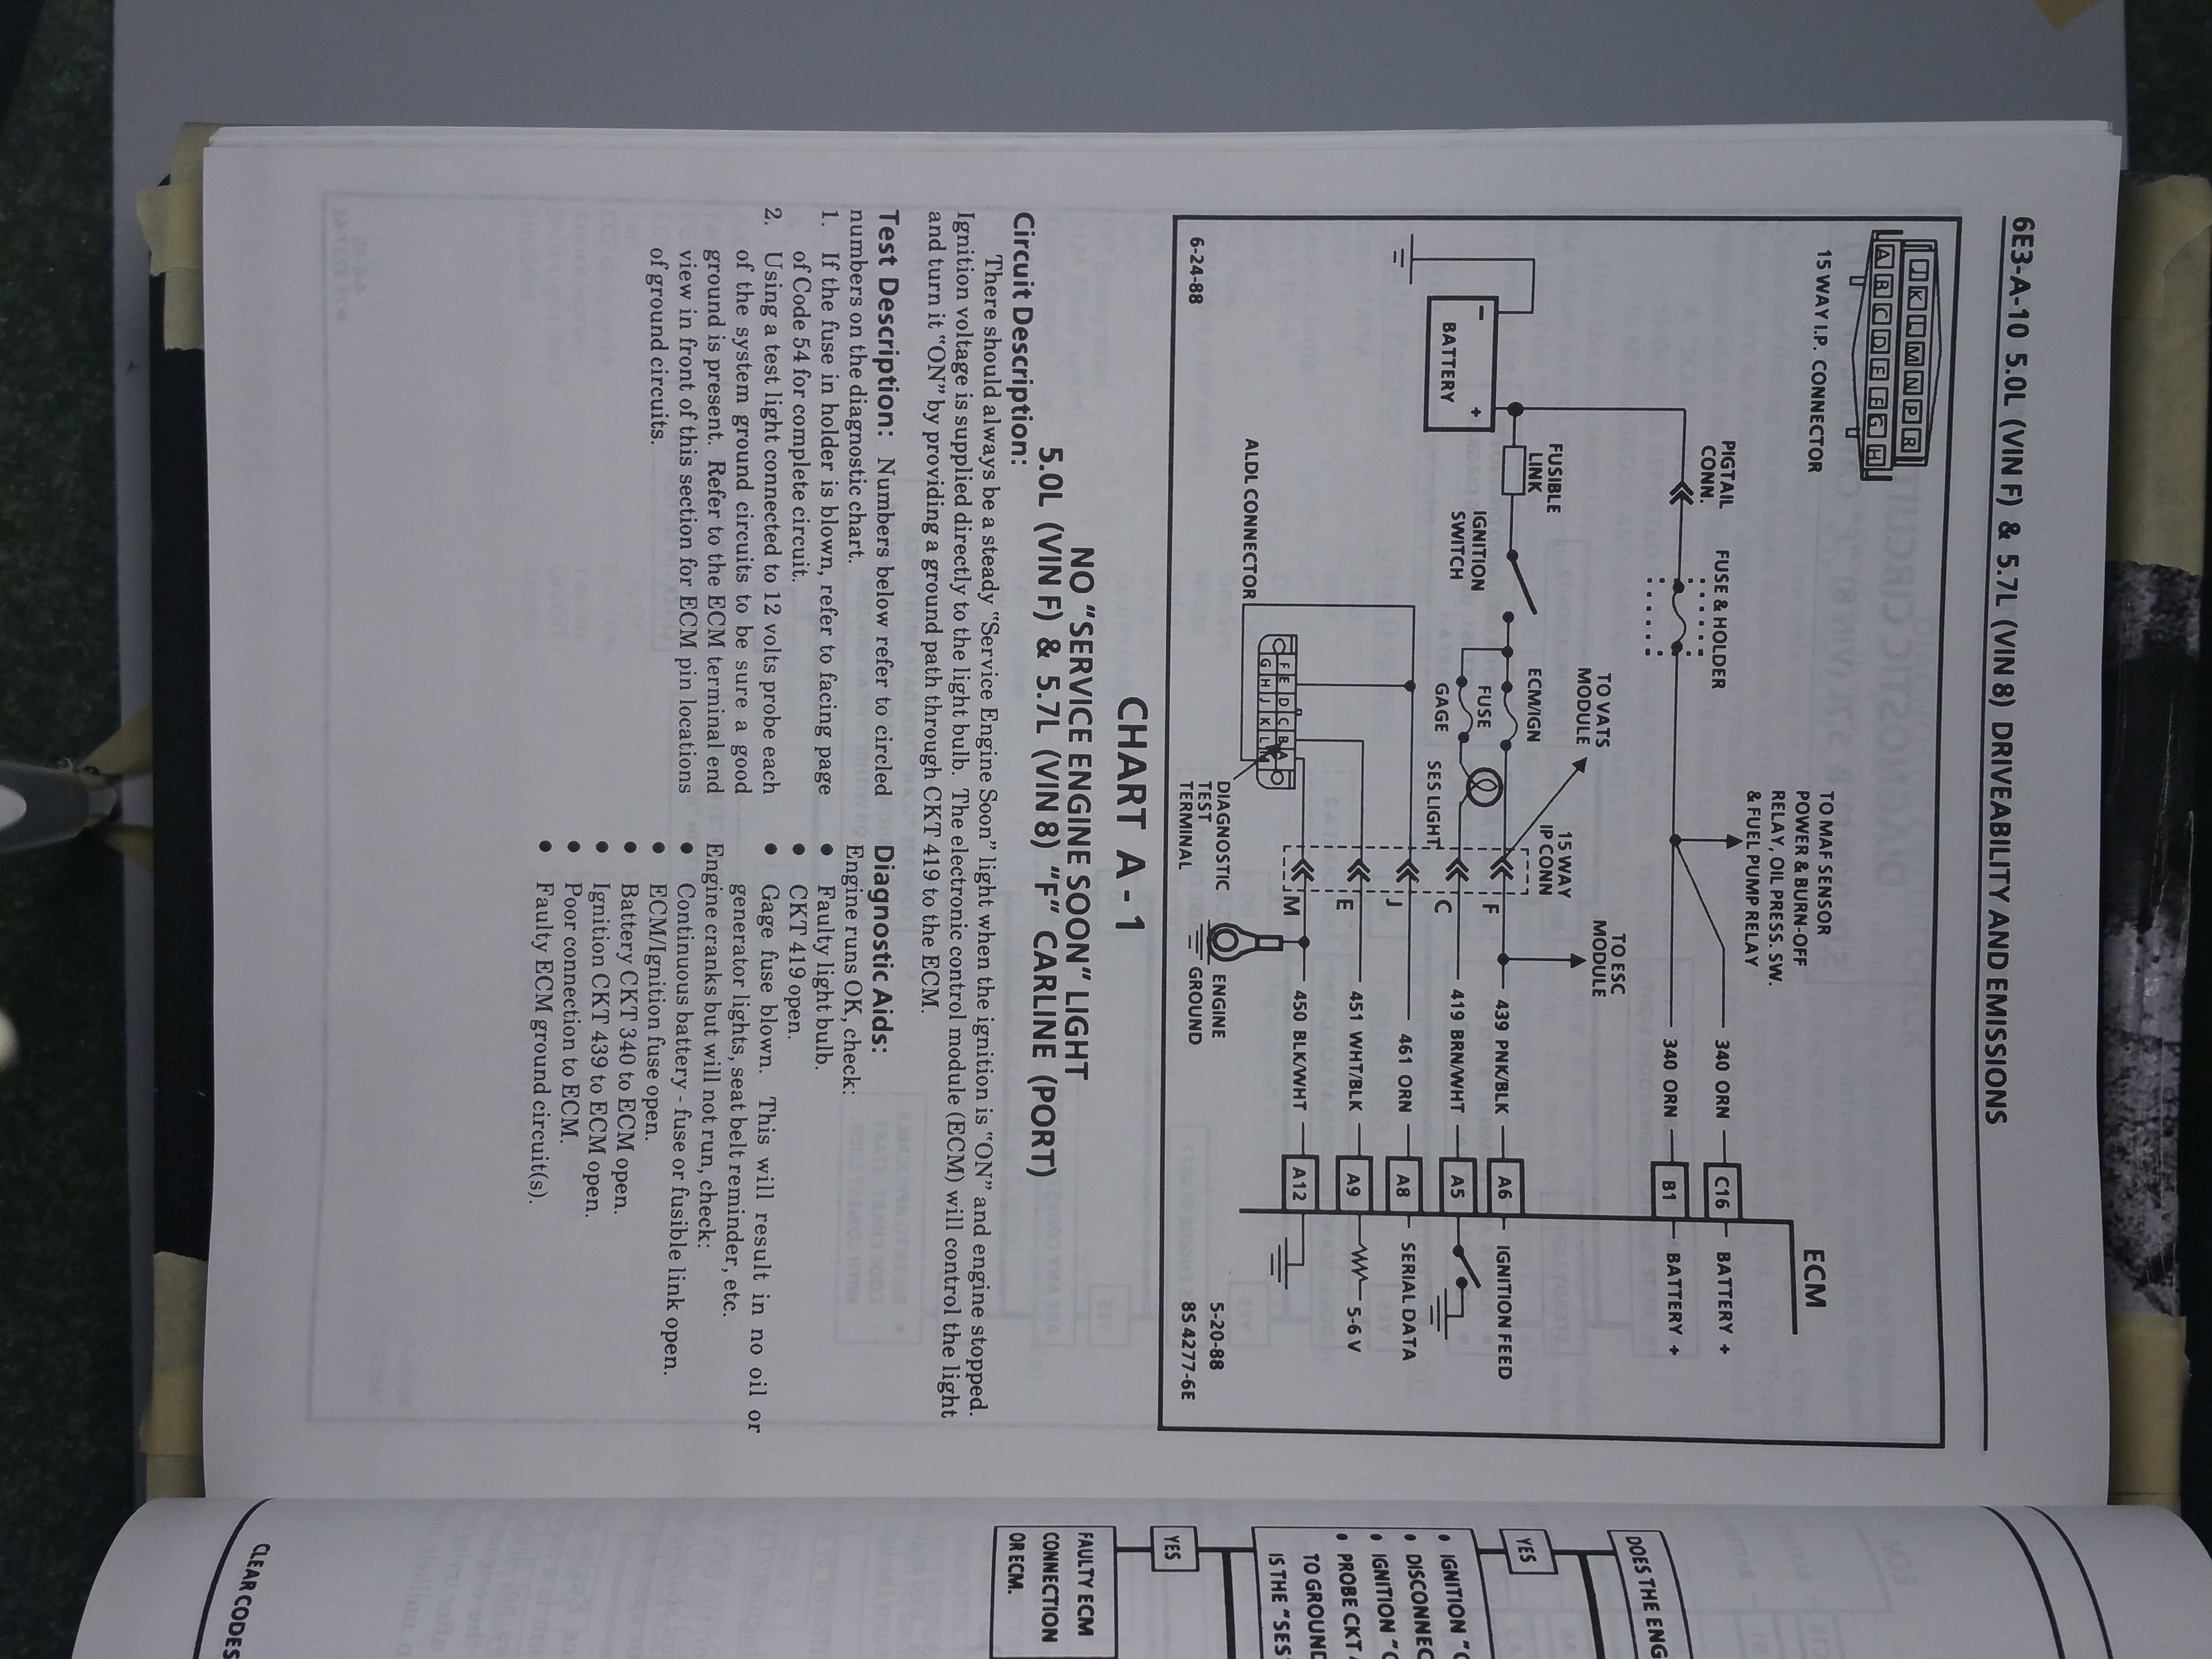 6E3-A-10 5.0L (VIN F) & 5.7L (VIN 8) DRIVEABILITY AND EMISSIONS
J K L M N P R
A B C D E F G H
15 WAY I.P. CONNECTOR
PIGTAIL
CONN.
FUSE & HOLDER
TO MAF SENSOR
POWER & BURN-OFF
RELAY, OIL PRESS. SW.
& FUEL PUMP RELAY
ECM
340 ORN
C16
BATTERY +
340 ORN
B1
BATTERY +
FUSIBLE
LINK
IGNITION
SWITCH
BATTERY
- +
ECM/IGN
FUSE
GAGE
TO VATS
MODULE
SES LIGHT
15 WAY
IP CONN
TO ESC
MODULE
F
439 PNK/BLK
A6
IGNITION FEED
C
419 BRN/WHT
A5
J
461 ORN
A8
SERIAL DATA
E
451 WHT/BLK
A9
5-6 V
M
450 BLK/WHT
A12
ALDL CONNECTOR
F E D C B A
G H J K L M
DIAGNOSTIC
TEST
TERMINAL
ENGINE
GROUND
6-24-88
5-20-88
8S 4277-6E
CHART A - 1
NO "SERVICE ENGINE SOON" LIGHT
5.0L (VIN F) & 5.7L (VIN 8) "F" CARLINE (PORT)
Circuit Description:
There should always be a steady "Service Engine Soon" light when the ignition is "ON" and engine stopped.
Ignition voltage is supplied directly to the light bulb. The electronic control module (ECM) will control the light
and turn it "ON" by providing a ground path through CKT 419 to the ECM.
Test Description: Numbers below refer to circled
numbers on the diagnostic chart.
1. If the fuse in holder is blown, refer to facing page
of Code 54 for complete circuit.
2. Using a test light connected to 12 volts probe each
of the system ground circuits to be sure a good
ground is present. Refer to the ECM terminal end
view in front of this section for ECM pin locations
of ground circuits.
Diagnostic Aids:
Engine runs OK, check:
• Faulty light bulb.
• CKT 419 open.
• Gage fuse blown. This will result in no oil or
generator lights, seat belt reminder, etc.
Engine cranks but will not run, check:
• Continuous battery - fuse or fusible link open.
• ECM/Ignition fuse open.
• Battery CKT 340 to ECM open.
• Ignition CKT 439 to ECM open.
• Poor connection to ECM.
• Faulty ECM ground circuit(s).
DOES THE ENG
YES
• IGNITION "O
• DISCONNEC
• IGNITION "O
• PROBE CKT
TO GROUND
IS THE "SES
YES
FAULTY ECM
CONNECTION
OR ECM.
CLEAR CODES